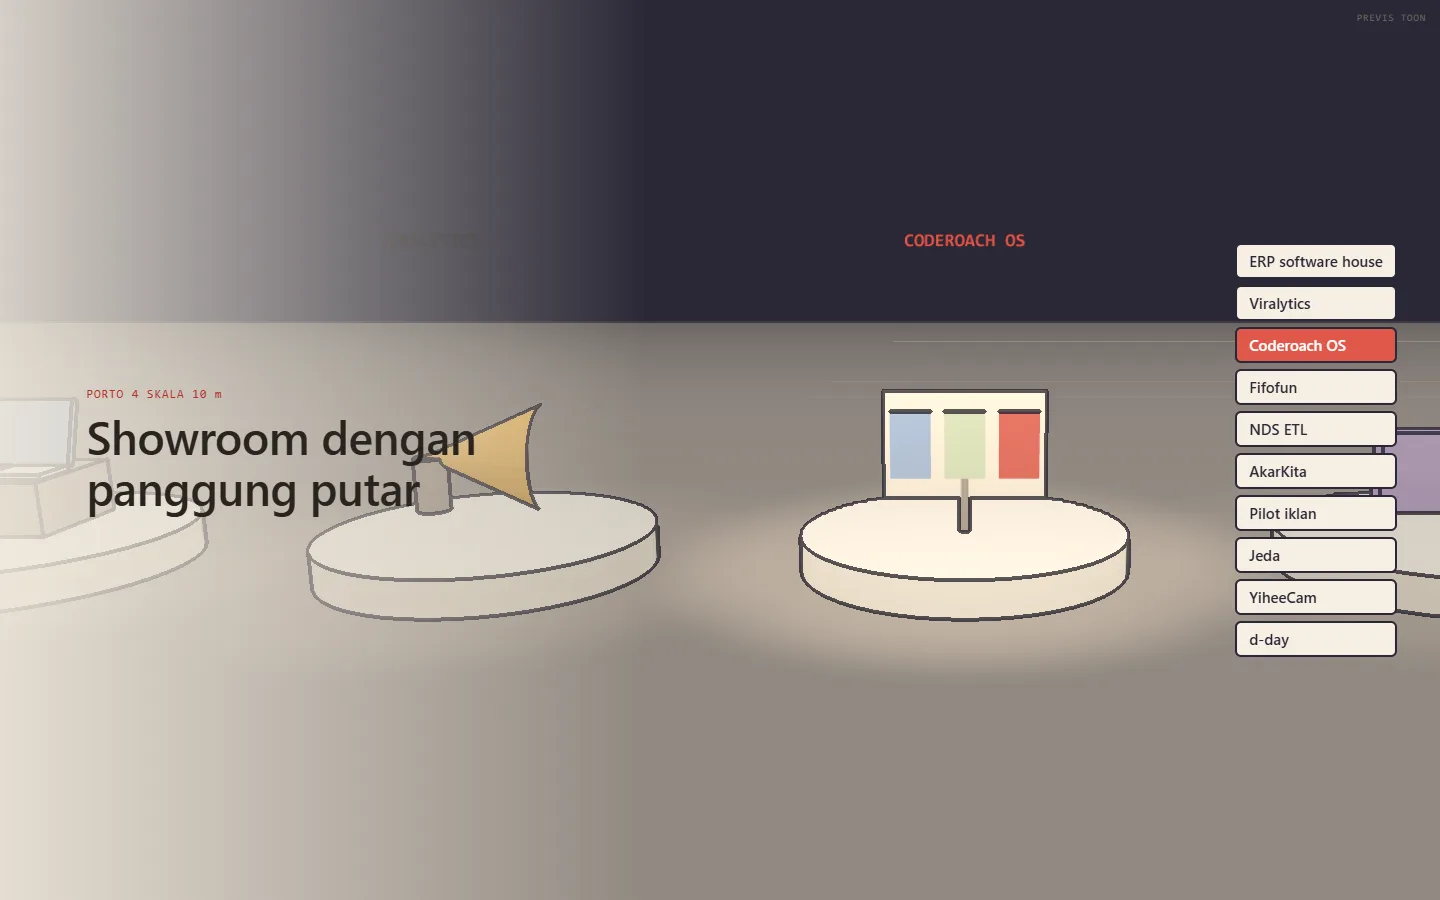 PREVIS TOON
CODEROACH OS
PORTO 4 SKALA 10 m
Showroom dengan
panggung putar
ERP software house
Viralytics
Coderoach OS
Fifofun
NDS ETL
AkarKita
Pilot iklan
Jeda
YiheeCam
d-day